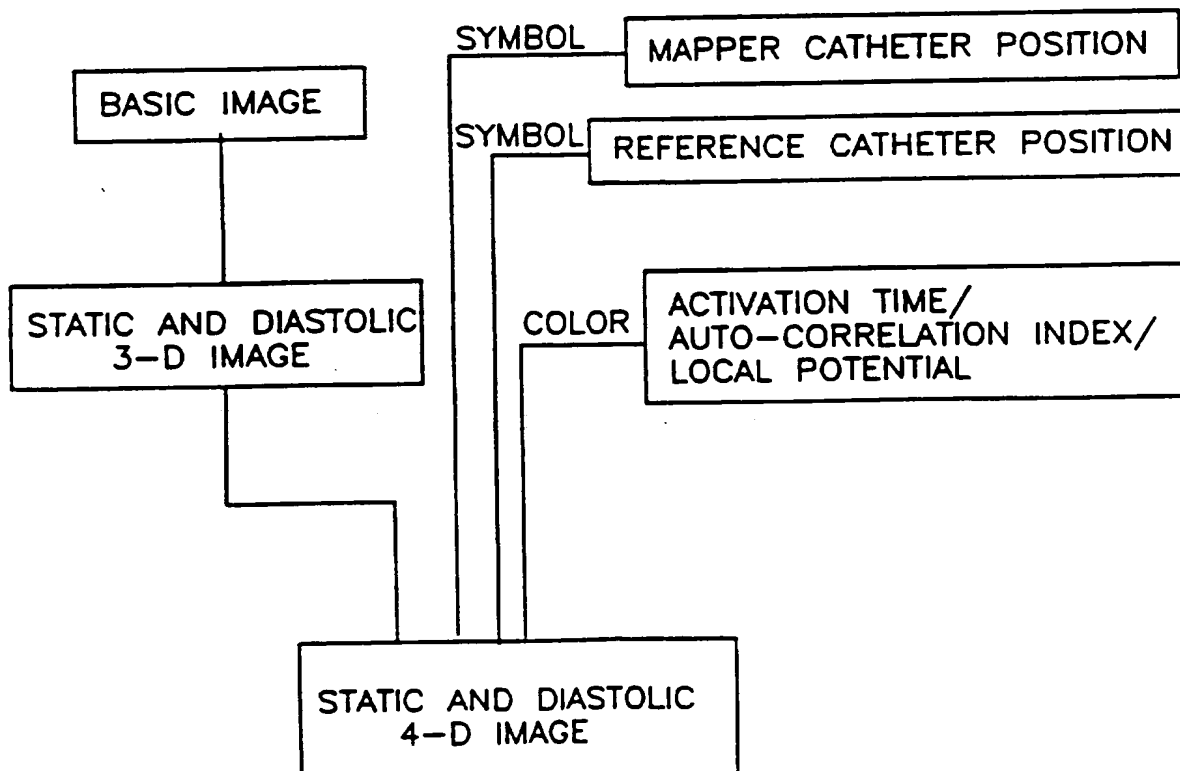 SYMBOL
MAPPER CATHETER POSITION
BASIC IMAGE
SYMBOL
REFERENCE CATHETER POSITION
STATIC AND DIASTOLIC
3-D IMAGE
COLOR
ACTIVATION TIME/
AUTO-CORRELATION INDEX/
LOCAL POTENTIAL
STATIC AND DIASTOLIC
4-D IMAGE